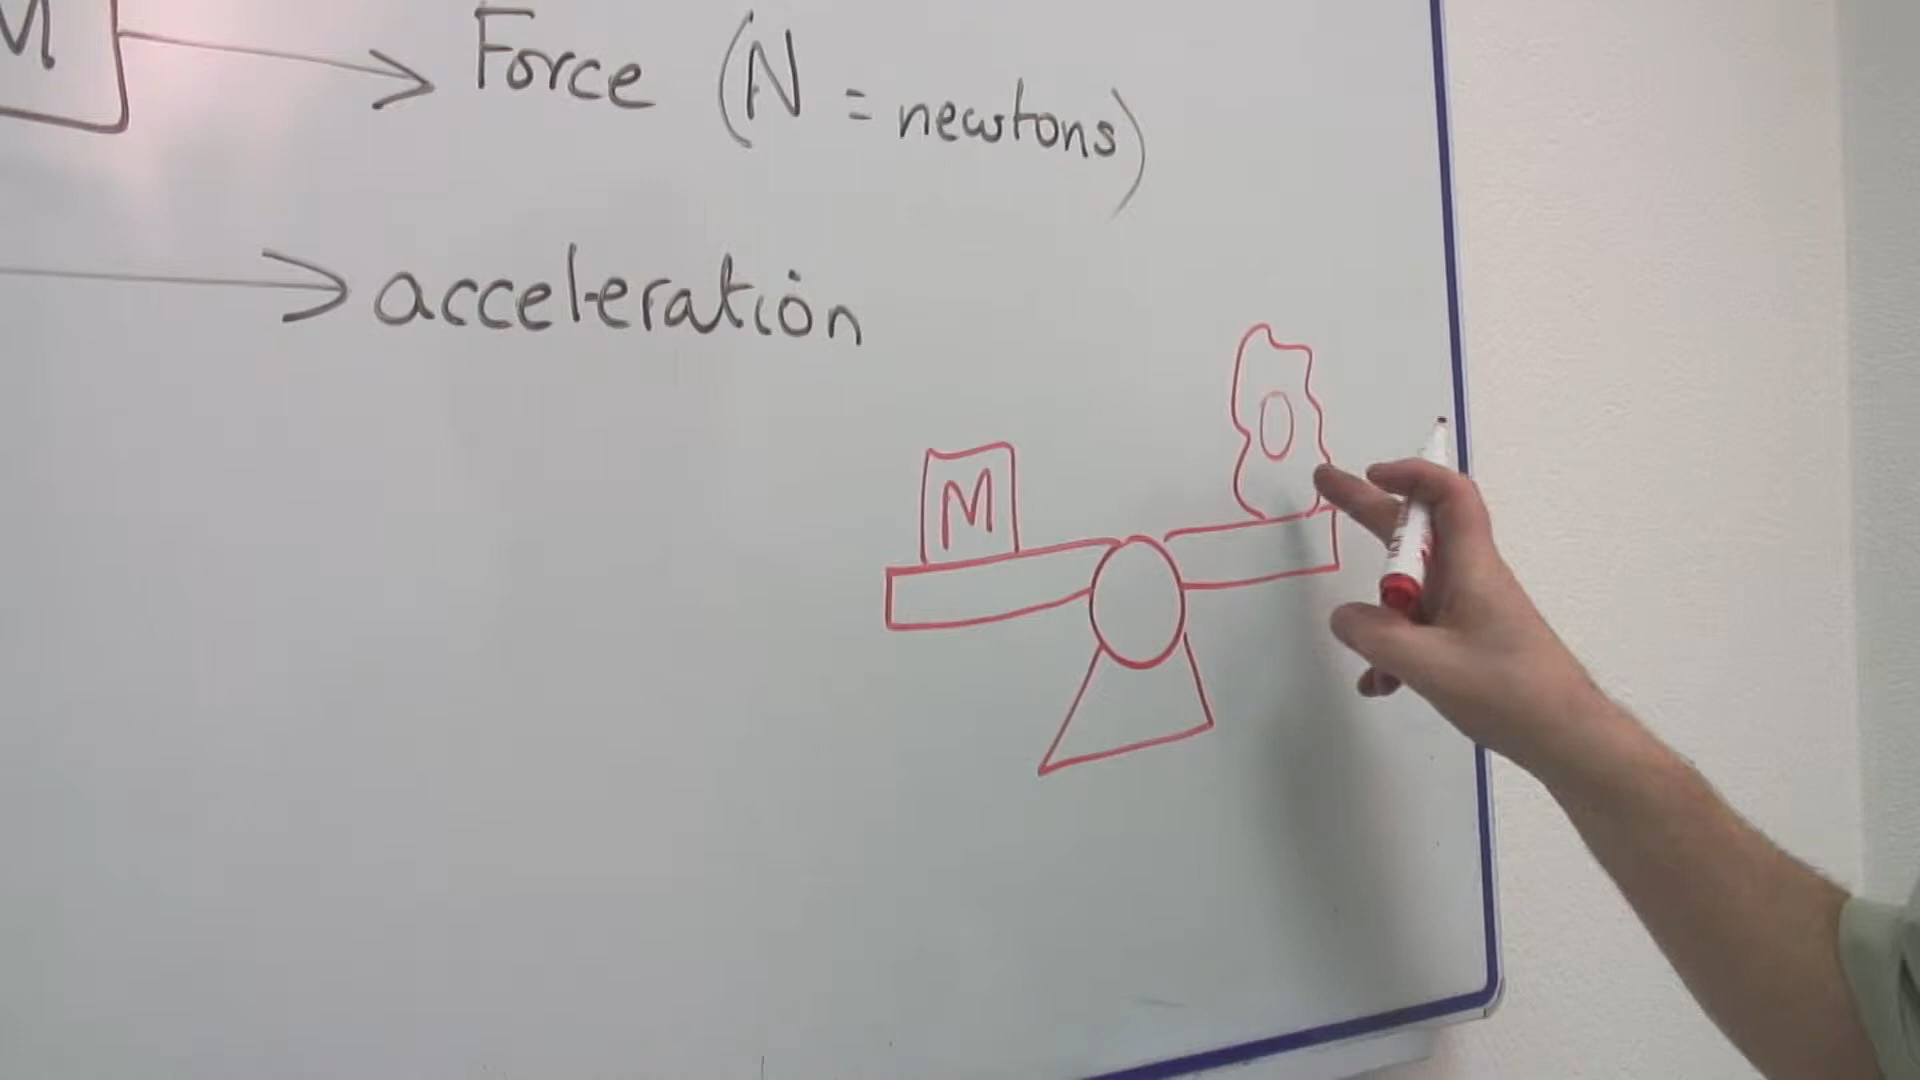 M
Force (N = newtons)
acceleration
O
M